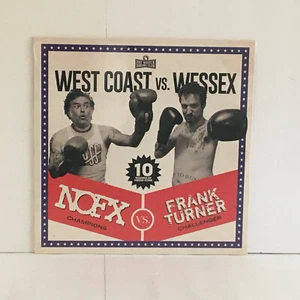 WEST COAST vs. WESSEX
10
NOFX
CHAMPIONS
VS.
FRANK
TURNER
CHALLENGER